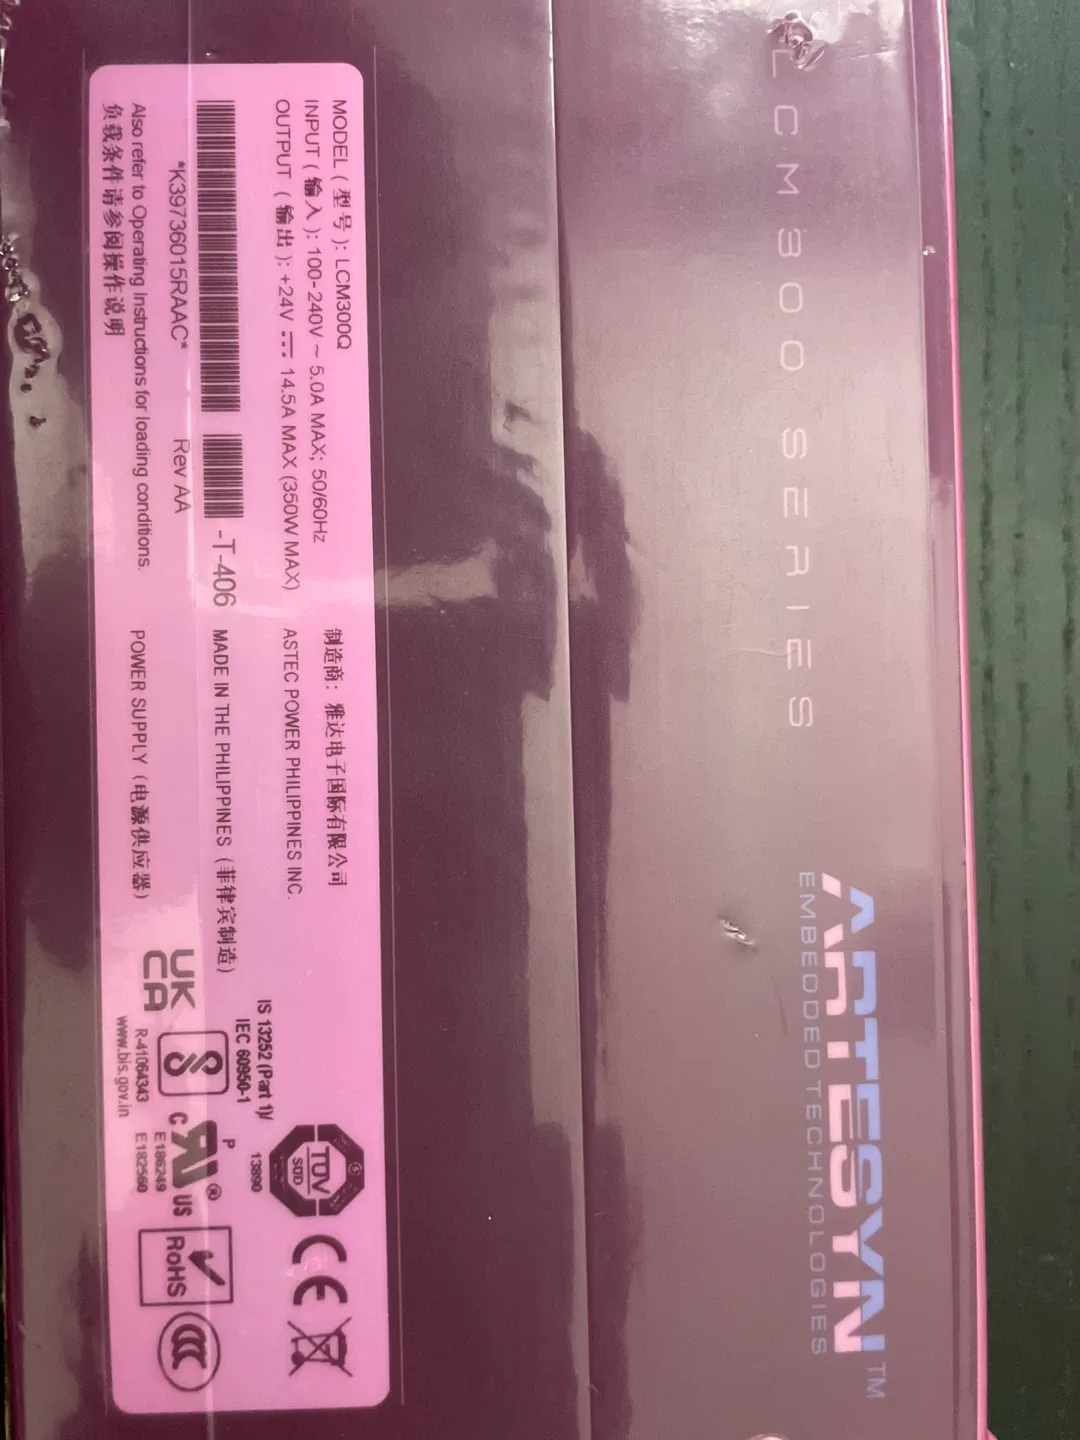 LCM300 SERIES
ARTESYN™
EMBEDDED TECHNOLOGIES
MODEL ( 型号 ): LCM300Q
INPUT ( 输入 ): 100-240V ~ 5.0A MAX; 50/60Hz
OUTPUT ( 输出 ): +24V ⎓ 14.5A MAX (350W MAX)
-T-406
*K39736015RAAC*
Rev AA
Also refer to Operating Instructions for loading conditions.
负载条件请参阅操作说明
制造商: 雅达电子国际有限公司
ASTEC POWER PHILIPPINES INC.
MADE IN THE PHILIPPINES (菲律宾制造)
POWER SUPPLY (电源供应器)
TÜV
SÜD
CE
13890
IS 13252 (Part 1)/
IEC 60950-1
R-41064343
www.bis.gov.in
UK
CA
P
C UR® US
E186249
E182560
RoHS
CCC